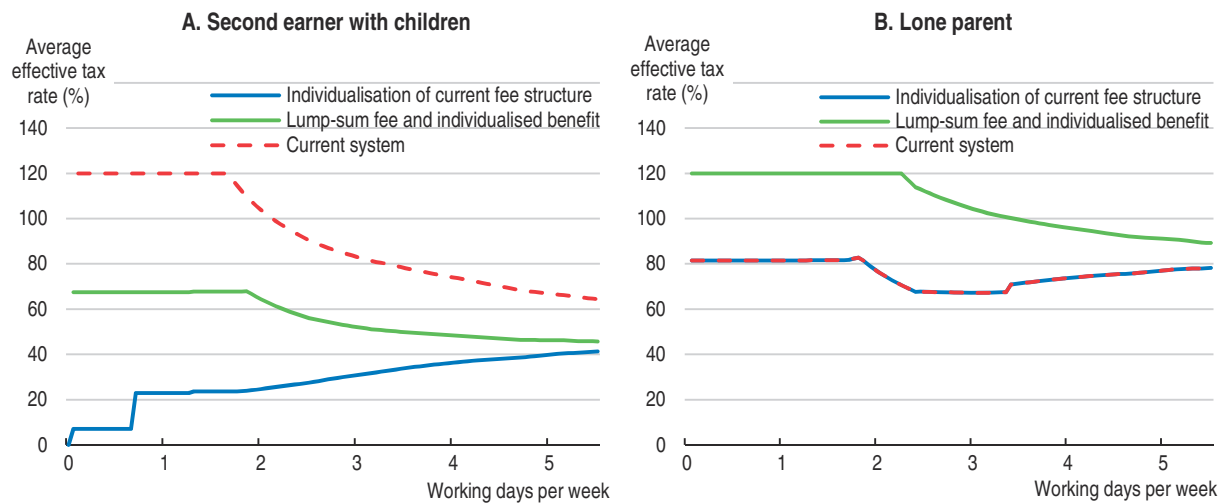 A. Second earner with children
Average
effective tax
rate (%)
Individualisation of current fee structure
Lump-sum fee and individualised benefit
Current system
140
120
100
80
60
40
20
0
0 1 2 3 4 5
Working days per week
B. Lone parent
Average
effective tax
rate (%)
Individualisation of current fee structure
Lump-sum fee and individualised benefit
Current system
140
120
100
80
60
40
20
0
0 1 2 3 4 5
Working days per week